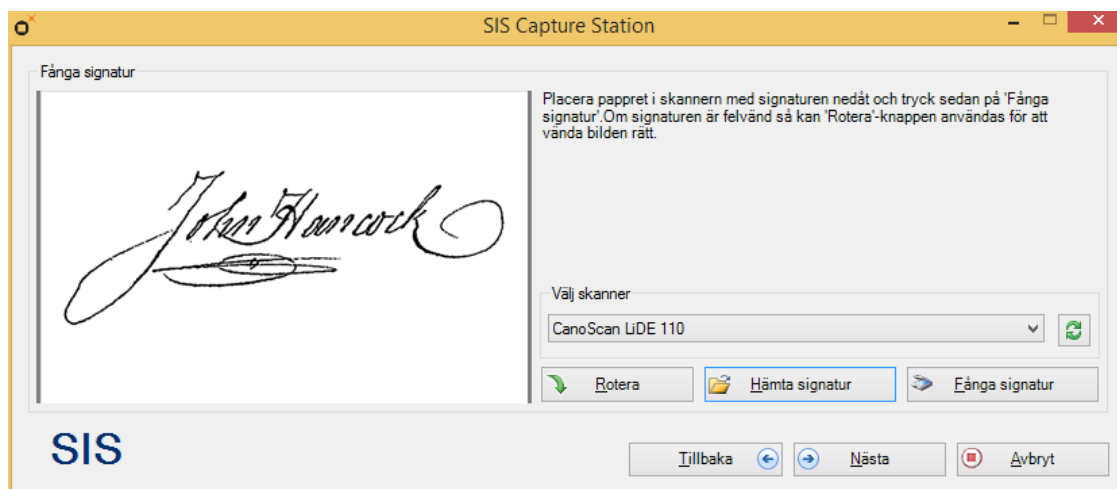 SIS Capture Station
Fånga signatur
John Hancock
Placera pappret i skannern med signaturen nedåt och tryck sedan på 'Fånga
signatur'.Om signaturen är felvänd så kan 'Rotera'-knappen användas för att
vända bilden rätt.
Välj skanner
CanoScan LiDE 110
Rotera
Hämta signatur
Fånga signatur
SIS
Tillbaka
Nästa
Avbryt